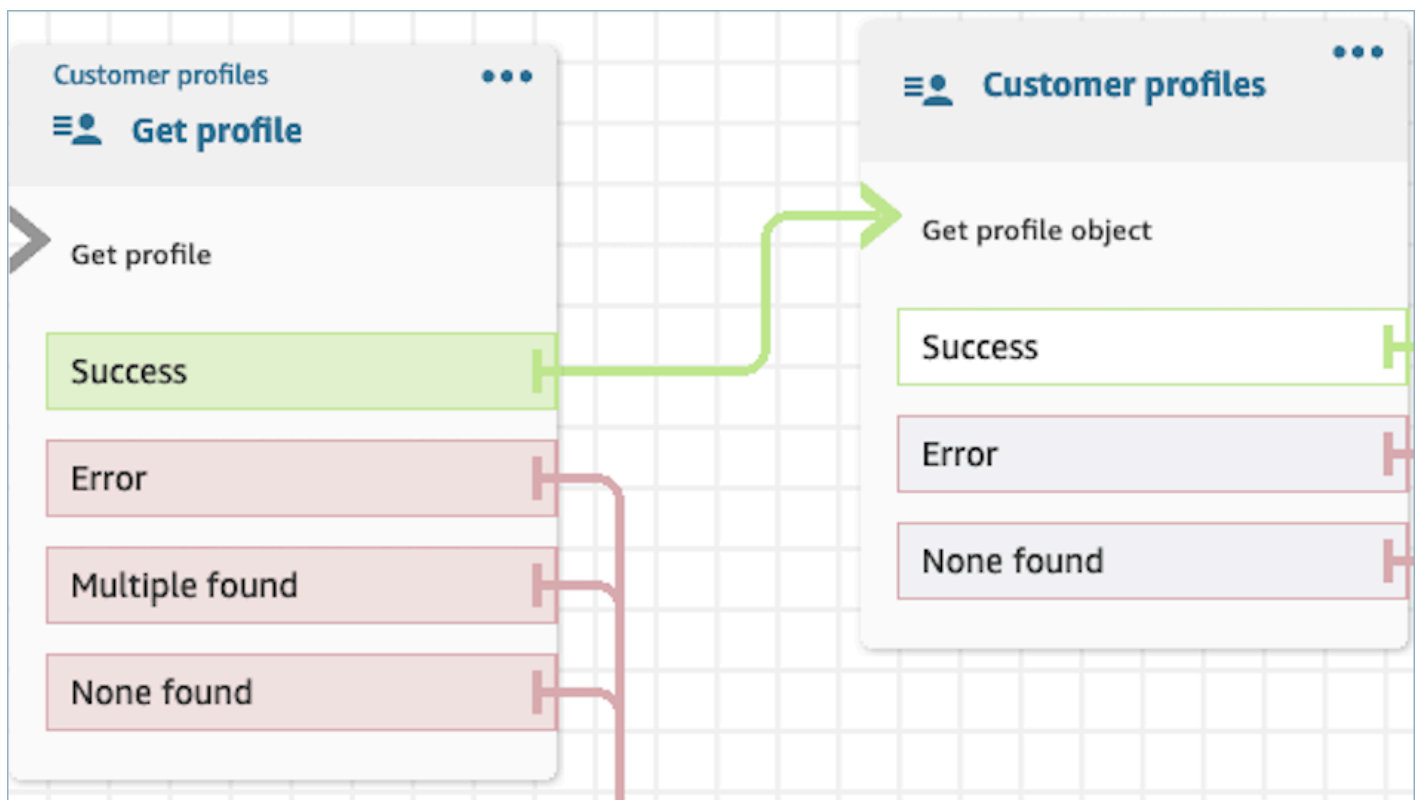 Customer profiles
Get profile
Get profile
Success
Error
Multiple found
None found
Customer profiles
Get profile object
Success
Error
None found